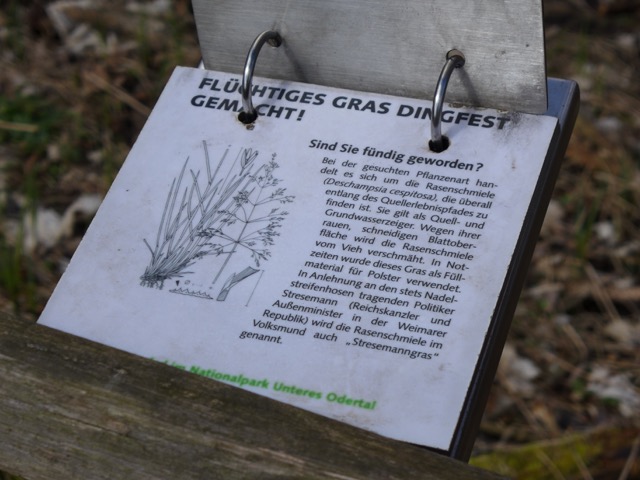 FLÜCHTIGES GRAS DINGFEST
GEMACHT!
Sind Sie fündig geworden?
Bei der gesuchten Pflanzenart han-
delt es sich um die Rasenschmiele
(Deschampsia cespitosa), die überall
entlang des Quellerlebnispfades zu
finden ist. Sie gilt als Quell- und
Grundwasserzeiger. Wegen ihrer
rauen, schneidigen Blattober-
fläche wird die Rasenschmiele
vom Vieh verschmäht. In Not-
zeiten wurde dieses Gras als Füll-
material für Polster verwendet.
In Anlehnung an den stets Nadel-
streifenhosen tragenden Politiker
Stresemann (Reichskanzler und
Außenminister in der Weimarer
Republik) wird die Rasenschmiele im
Volksmund auch „Stresemanngras"
genannt.
im Nationalpark Unteres Odertal